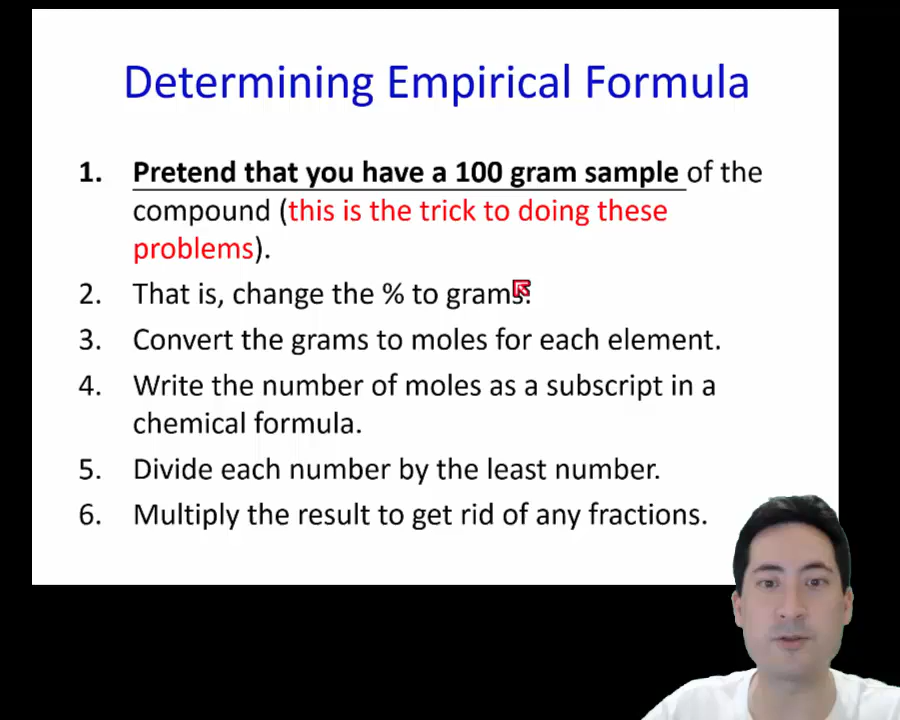 Determining Empirical Formula
1. Pretend that you have a 100 gram sample of the
compound (this is the trick to doing these
problems).
2. That is, change the % to grams.
3. Convert the grams to moles for each element.
4. Write the number of moles as a subscript in a
chemical formula.
5. Divide each number by the least number.
6. Multiply the result to get rid of any fractions.